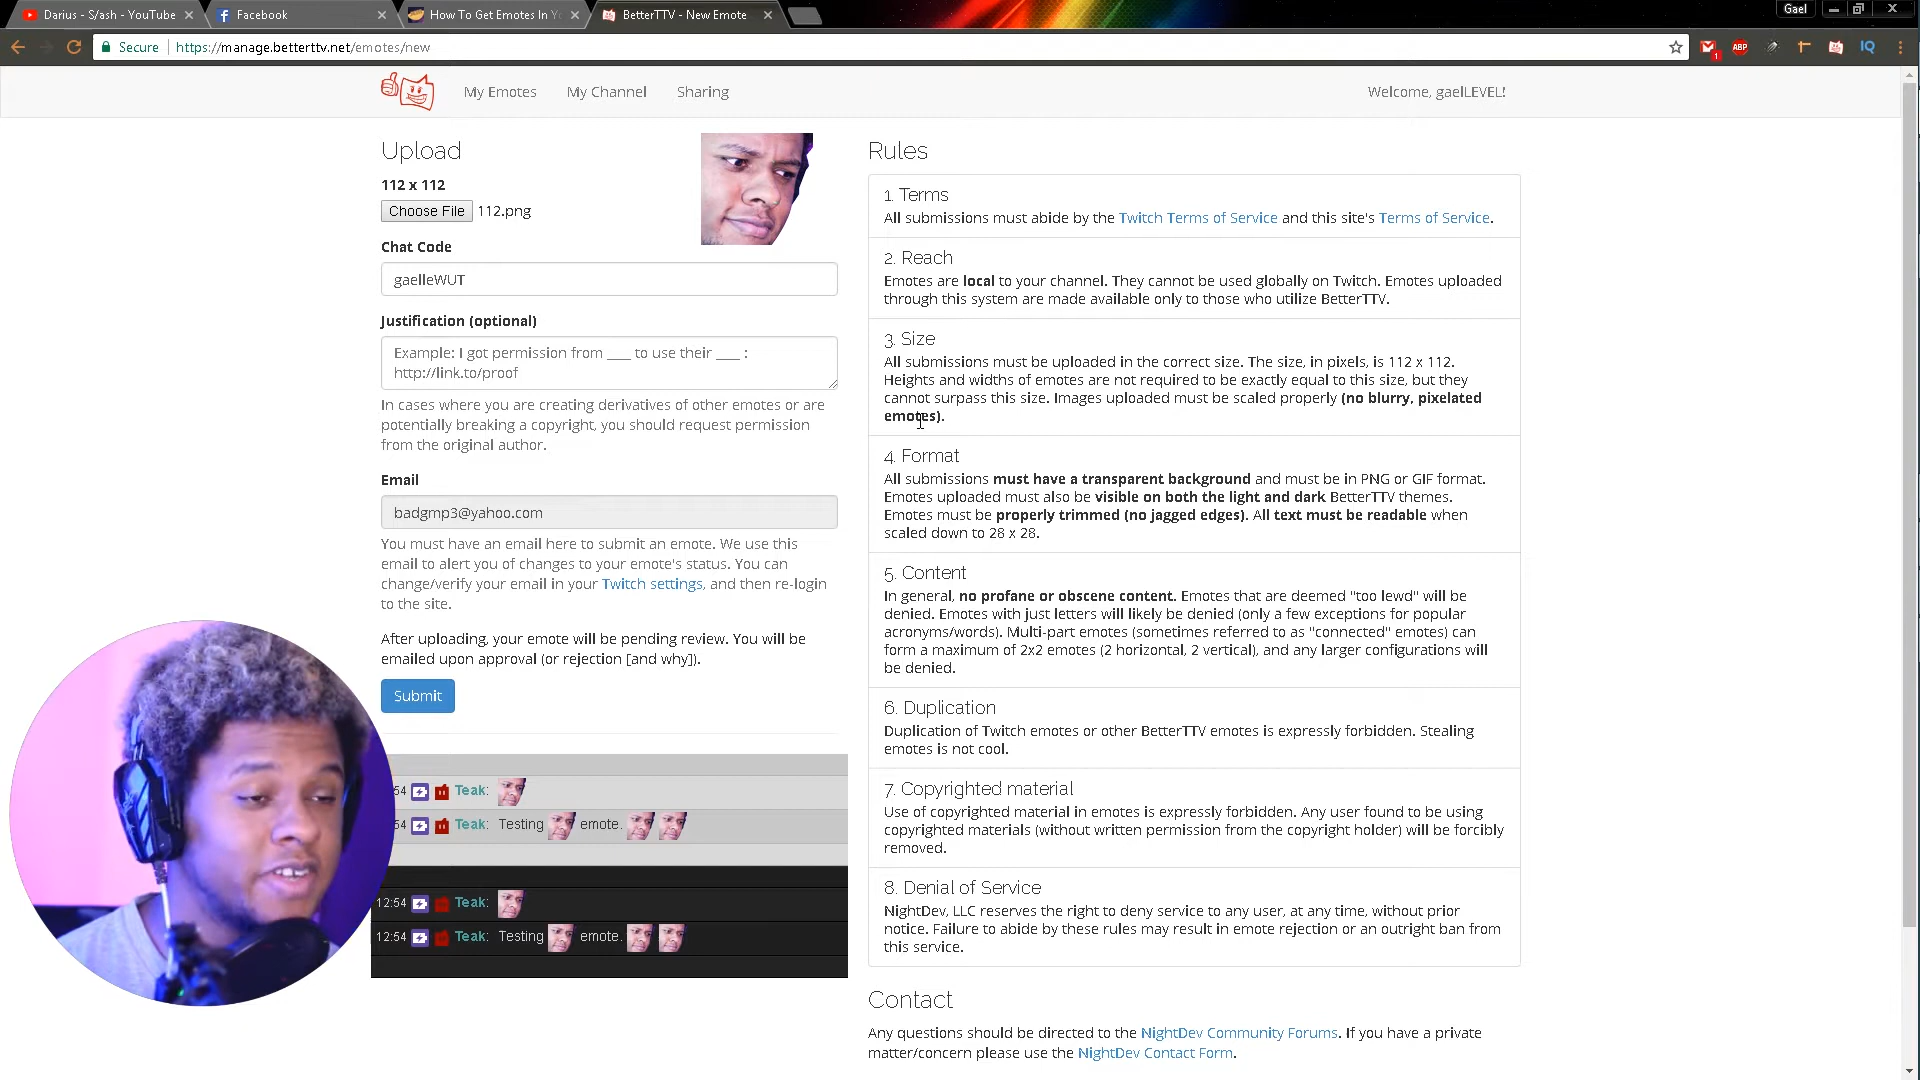 Darius - S/ash - YouTube
Facebook
How To Get Emotes In Y
BetterTTV - New Emote
Gael
Secure
https://manage.betterttv.net/emotes/new
1
ABP
IQ
My Emotes
My Channel
Sharing
Welcome, gaelLEVEL!
Upload
112 x 112
Choose File 112.png
Chat Code
gaelleWUT
Justification (optional)
Example: I got permission from ___ to use their ___ :
http://link.to/proof
In cases where you are creating derivatives of other emotes or are
potentially breaking a copyright, you should request permission
from the original author.
Email
badgmp3@yahoo.com
You must have an email here to submit an emote. We use this
email to alert you of changes to your emote's status. You can
change/verify your email in your Twitch settings, and then re-login
to the site.
After uploading, your emote will be pending review. You will be
emailed upon approval (or rejection [and why]).
Submit
54 Teak:
54 Teak: Testing emote.
12:54 Teak:
12:54 Teak: Testing emote.
Rules
1. Terms
All submissions must abide by the Twitch Terms of Service and this site's Terms of Service.
2. Reach
Emotes are local to your channel. They cannot be used globally on Twitch. Emotes uploaded
through this system are made available only to those who utilize BetterTTV.
3. Size
All submissions must be uploaded in the correct size. The size, in pixels, is 112 x 112.
Heights and widths of emotes are not required to be exactly equal to this size, but they
cannot surpass this size. Images uploaded must be scaled properly (no blurry, pixelated
emotes).
4. Format
All submissions must have a transparent background and must be in PNG or GIF format.
Emotes uploaded must also be visible on both the light and dark BetterTTV themes.
Emotes must be properly trimmed (no jagged edges). All text must be readable when
scaled down to 28 x 28.
5. Content
In general, no profane or obscene content. Emotes that are deemed "too lewd" will be
denied. Emotes with just letters will likely be denied (only a few exceptions for popular
acronyms/words). Multi-part emotes (sometimes referred to as "connected" emotes) can
form a maximum of 2x2 emotes (2 horizontal, 2 vertical), and any larger configurations will
be denied.
6. Duplication
Duplication of Twitch emotes or other BetterTTV emotes is expressly forbidden. Stealing
emotes is not cool.
7. Copyrighted material
Use of copyrighted material in emotes is expressly forbidden. Any user found to be using
copyrighted materials (without written permission from the copyright holder) will be forcibly
removed.
8. Denial of Service
NightDev, LLC reserves the right to deny service to any user, at any time, without prior
notice. Failure to abide by these rules may result in emote rejection or an outright ban from
this service.
Contact
Any questions should be directed to the NightDev Community Forums. If you have a private
matter/concern please use the NightDev Contact Form.